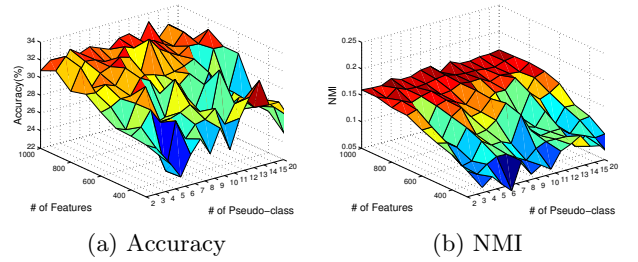 34
32
30
28
26
24
22
Accuracy(%)
1000
800
600
400
# of Features
2 3 4 5 6 7 8 9 10 11 12 13 14 15 20
# of Pseudo-class
(a) Accuracy
0.25
0.2
0.15
0.1
0.05
NMI
1000
800
600
400
# of Features
2 3 4 5 6 7 8 9 10 11 12 13 14 15 20
# of Pseudo-class
(b) NMI